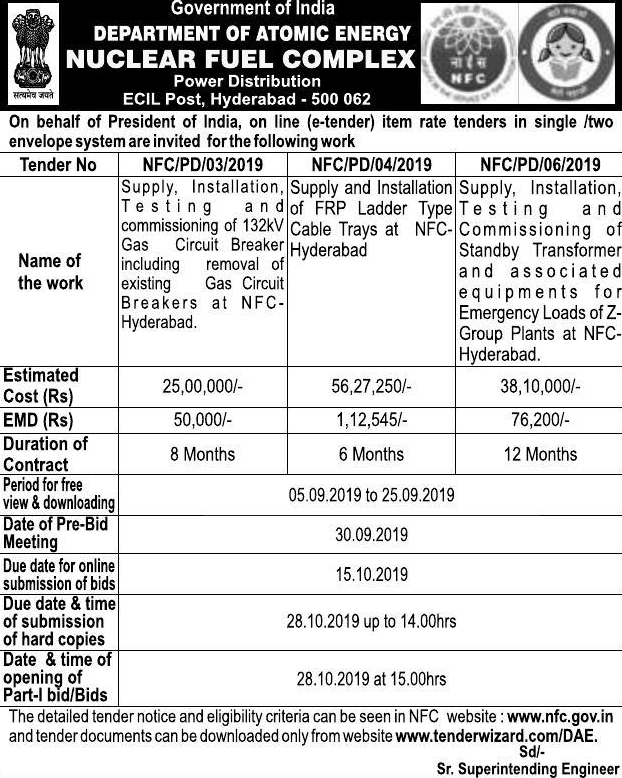 Government of India
DEPARTMENT OF ATOMIC ENERGY
NUCLEAR FUEL COMPLEX
Power Distribution
ECIL Post, Hyderabad - 500 062
सत्यमेव जयते
NFC
On behalf of President of India, on line (e-tender) item rate tenders in single /two
envelope system are invited for the following work
Tender No
NFC/PD/03/2019
NFC/PD/04/2019
NFC/PD/06/2019
Name of
the work
Supply, Installation,
Testing and
commissioning of 132kV
Gas Circuit Breaker
including removal of
existing Gas Circuit
Breakers at NFC-
Hyderabad.
Supply and Installation
of FRP Ladder Type
Cable Trays at NFC-
Hyderabad
Supply, Installation,
Testing and
Commissioning of
Standby Transformer
and associated
equipments for
Emergency Loads of Z-
Group Plants at NFC-
Hyderabad.
Estimated
Cost (Rs)
25,00,000/-
56,27,250/-
38,10,000/-
EMD (Rs)
50,000/-
1,12,545/-
76,200/-
Duration of
Contract
8 Months
6 Months
12 Months
Period for free
view & downloading
05.09.2019 to 25.09.2019
Date of Pre-Bid
Meeting
30.09.2019
Due date for online
submission of bids
15.10.2019
Due date & time
of submission
of hard copies
28.10.2019 up to 14.00hrs
Date & time of
opening of
Part-I bid/Bids
28.10.2019 at 15.00hrs
The detailed tender notice and eligibility criteria can be seen in NFC website : www.nfc.gov.in
and tender documents can be downloaded only from website www.tenderwizard.com/DAE.
Sd/-
Sr. Superintending Engineer